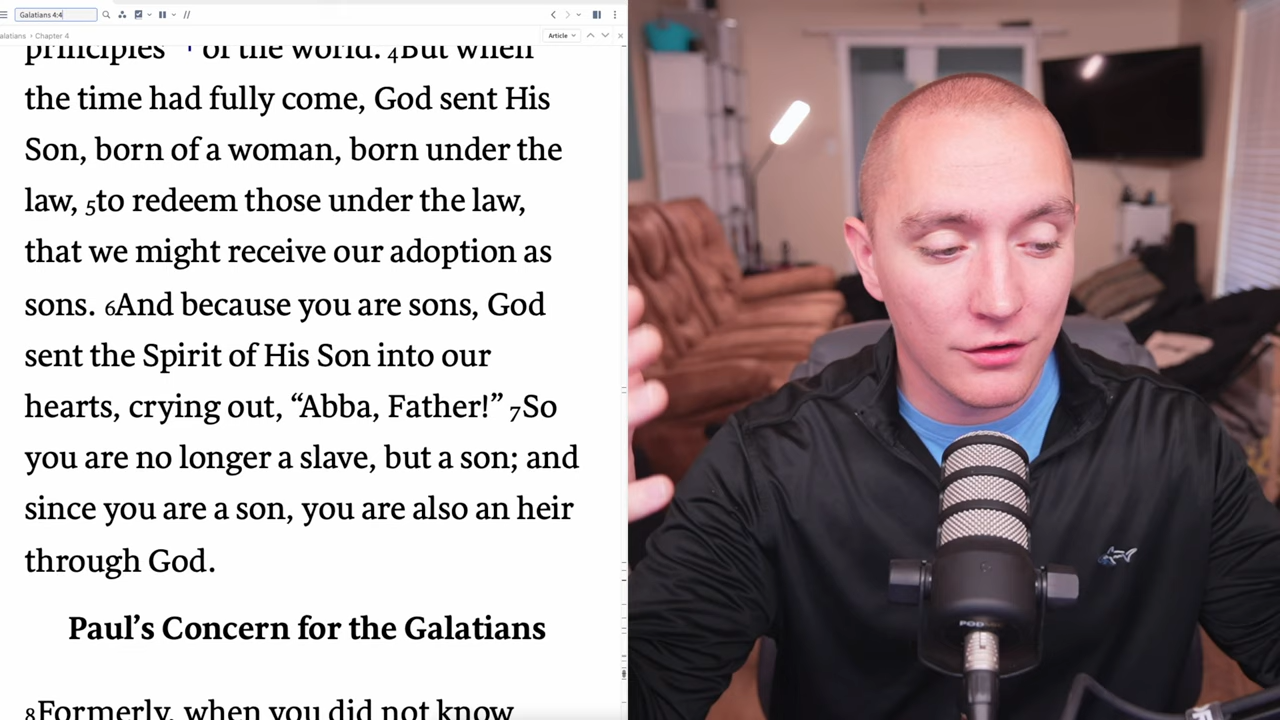 Galatians 4:4
alatians › Chapter 4
Article
principles of the world. 4But when
the time had fully come, God sent His
Son, born of a woman, born under the
law, 5to redeem those under the law,
that we might receive our adoption as
sons. 6And because you are sons, God
sent the Spirit of His Son into our
hearts, crying out, “Abba, Father!” 7So
you are no longer a slave, but a son; and
since you are a son, you are also an heir
through God.
Paul’s Concern for the Galatians
8Formerly, when you did not know